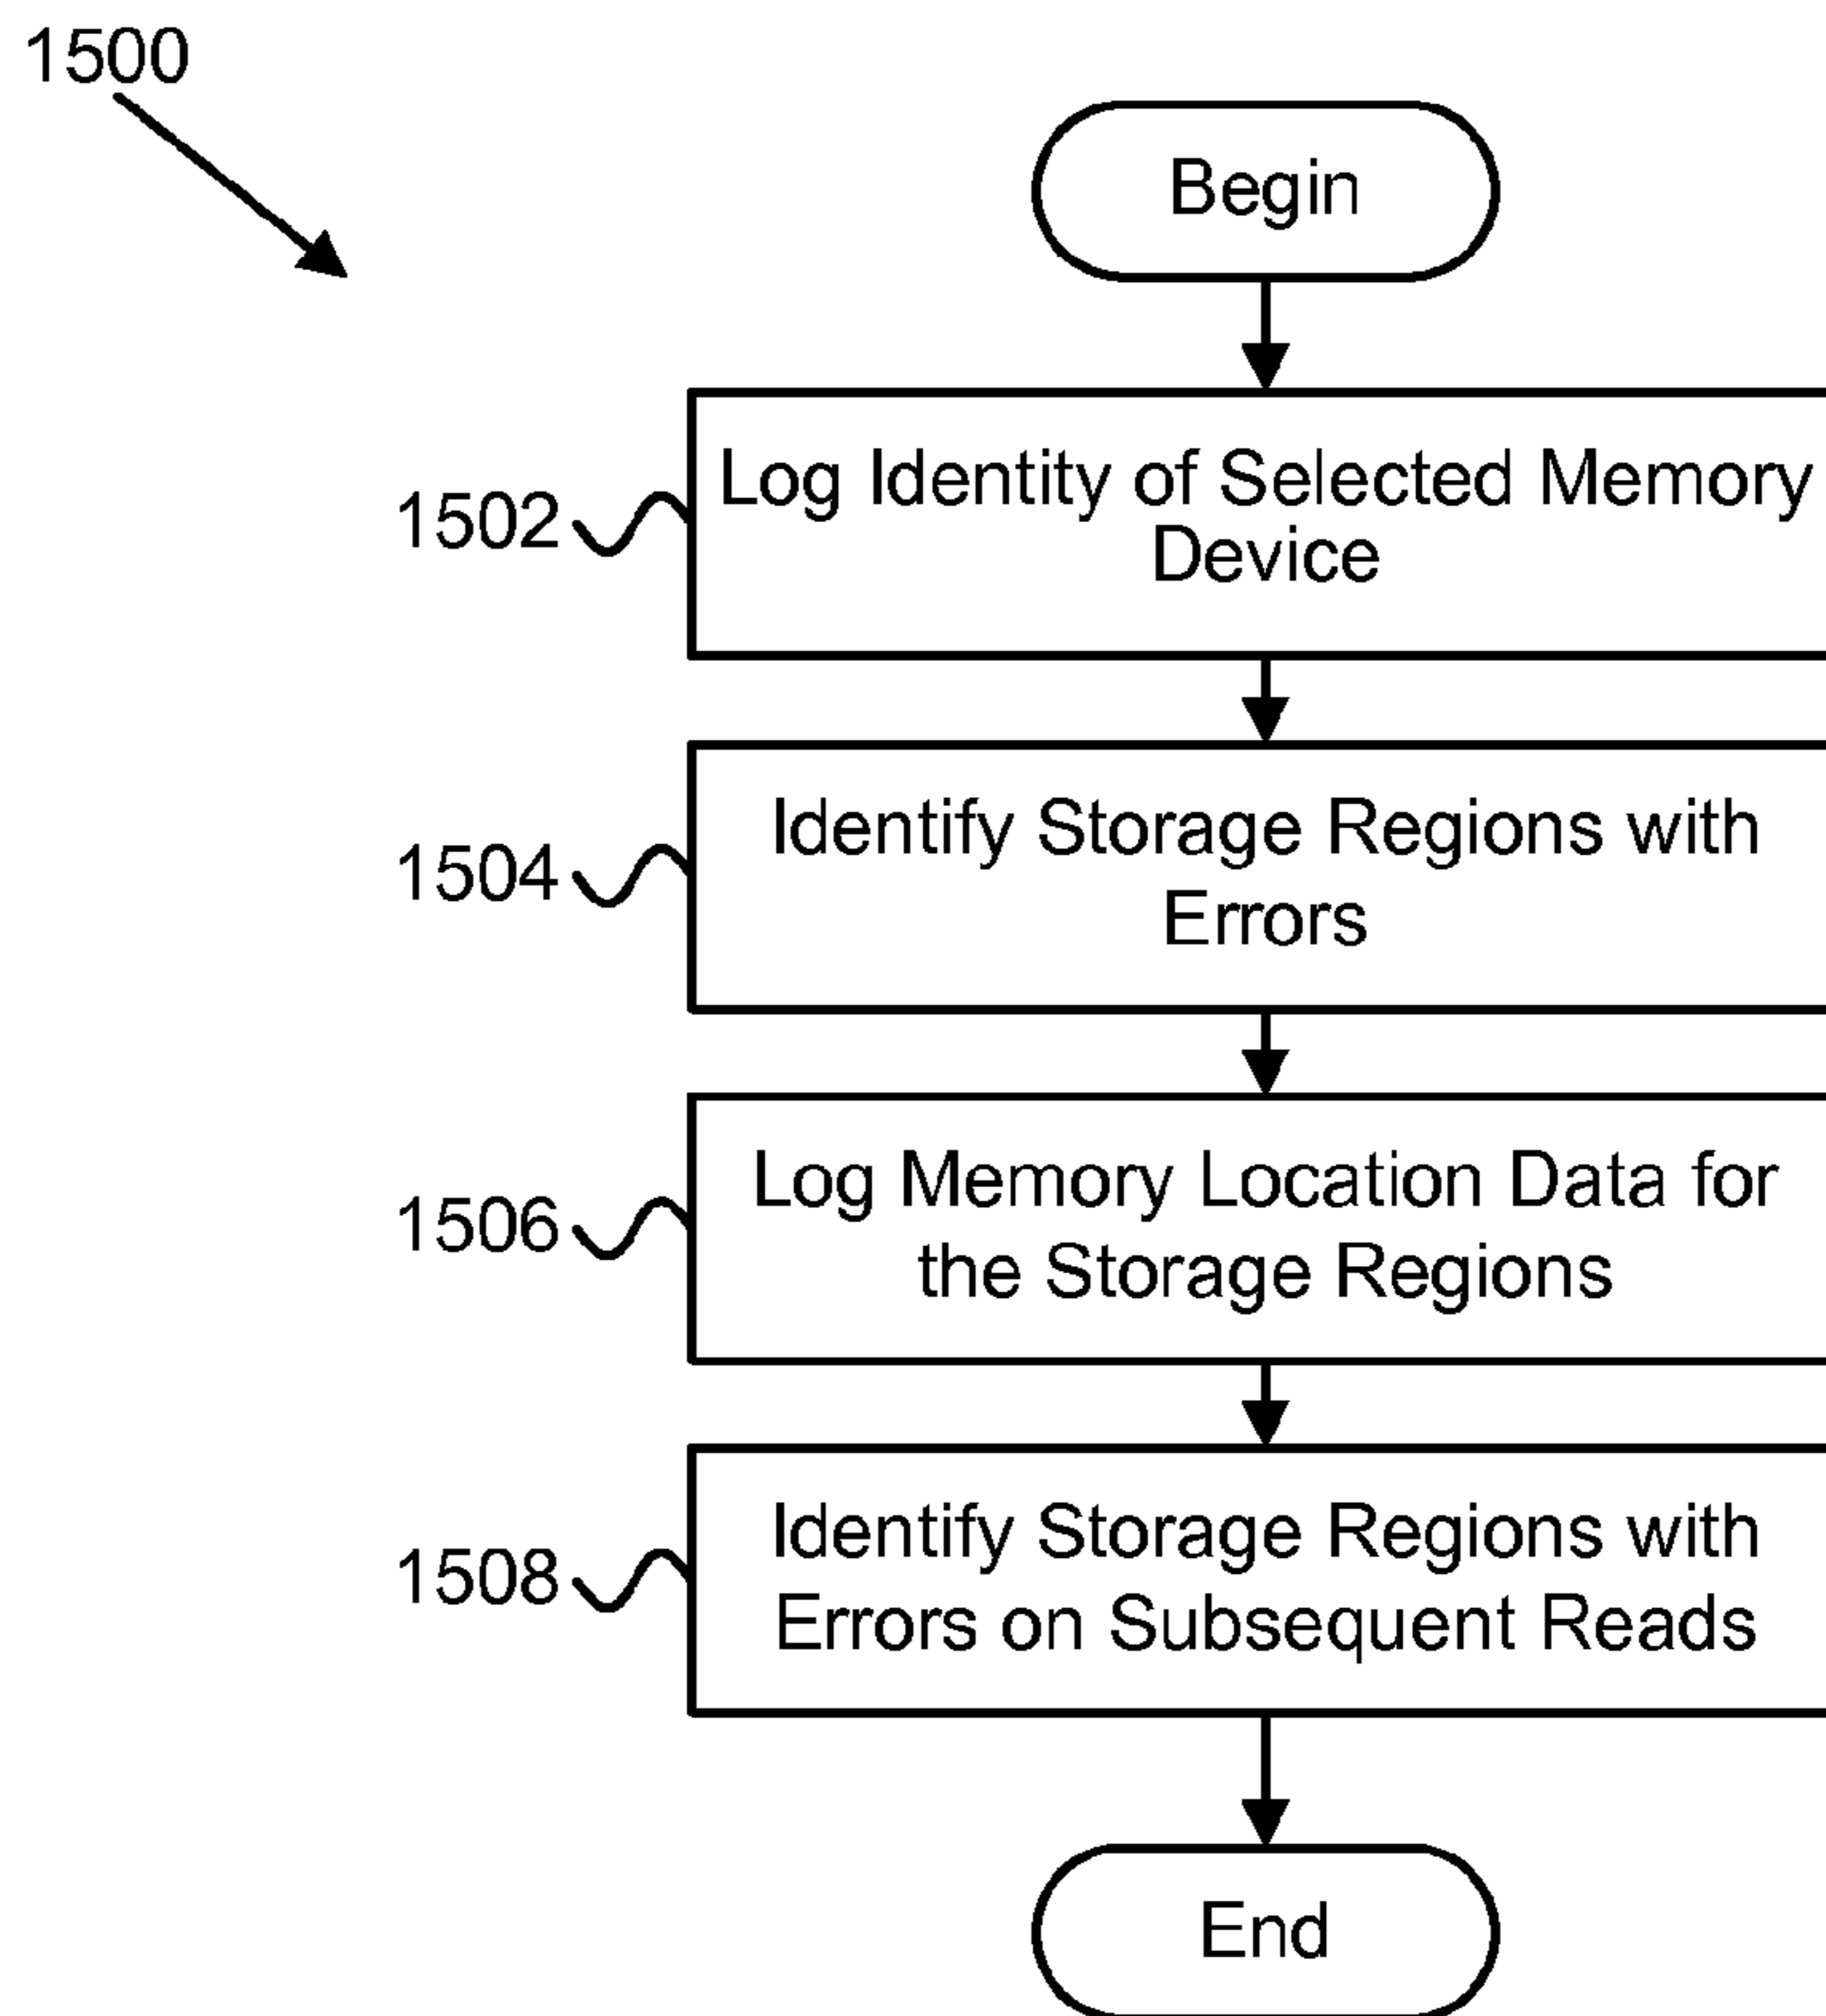 1500
Begin
1502
Log Identity of Selected Memory
Device
1504
Identify Storage Regions with
Errors
1506
Log Memory Location Data for
the Storage Regions
1508
Identify Storage Regions with
Errors on Subsequent Reads
End